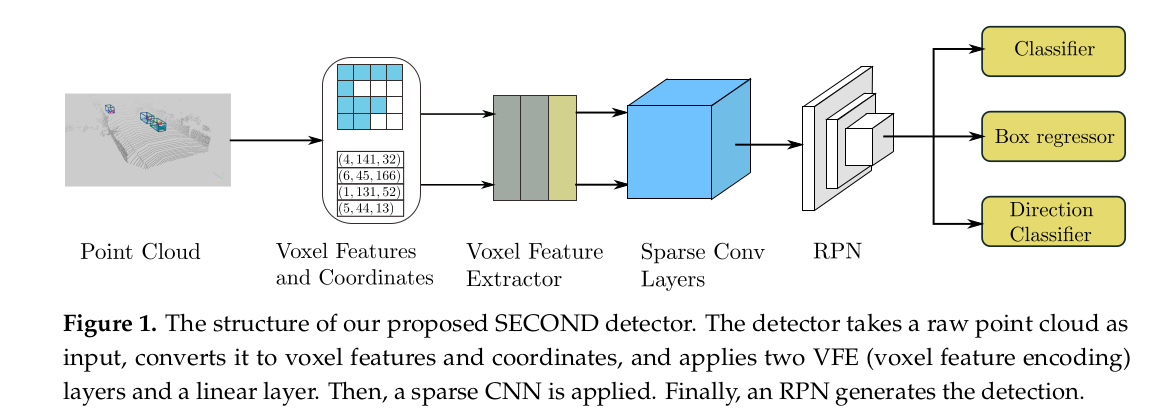 Classifier
Box regressor
Direction
Classifier
(4, 141, 32)
(6, 45, 166)
(1, 131, 52)
(5, 44, 13)
Point Cloud
Voxel Features
and Coordinates
Voxel Feature
Extractor
Sparse Conv
Layers
RPN
Figure 1. The structure of our proposed SECOND detector. The detector takes a raw point cloud as
input, converts it to voxel features and coordinates, and applies two VFE (voxel feature encoding)
layers and a linear layer. Then, a sparse CNN is applied. Finally, an RPN generates the detection.